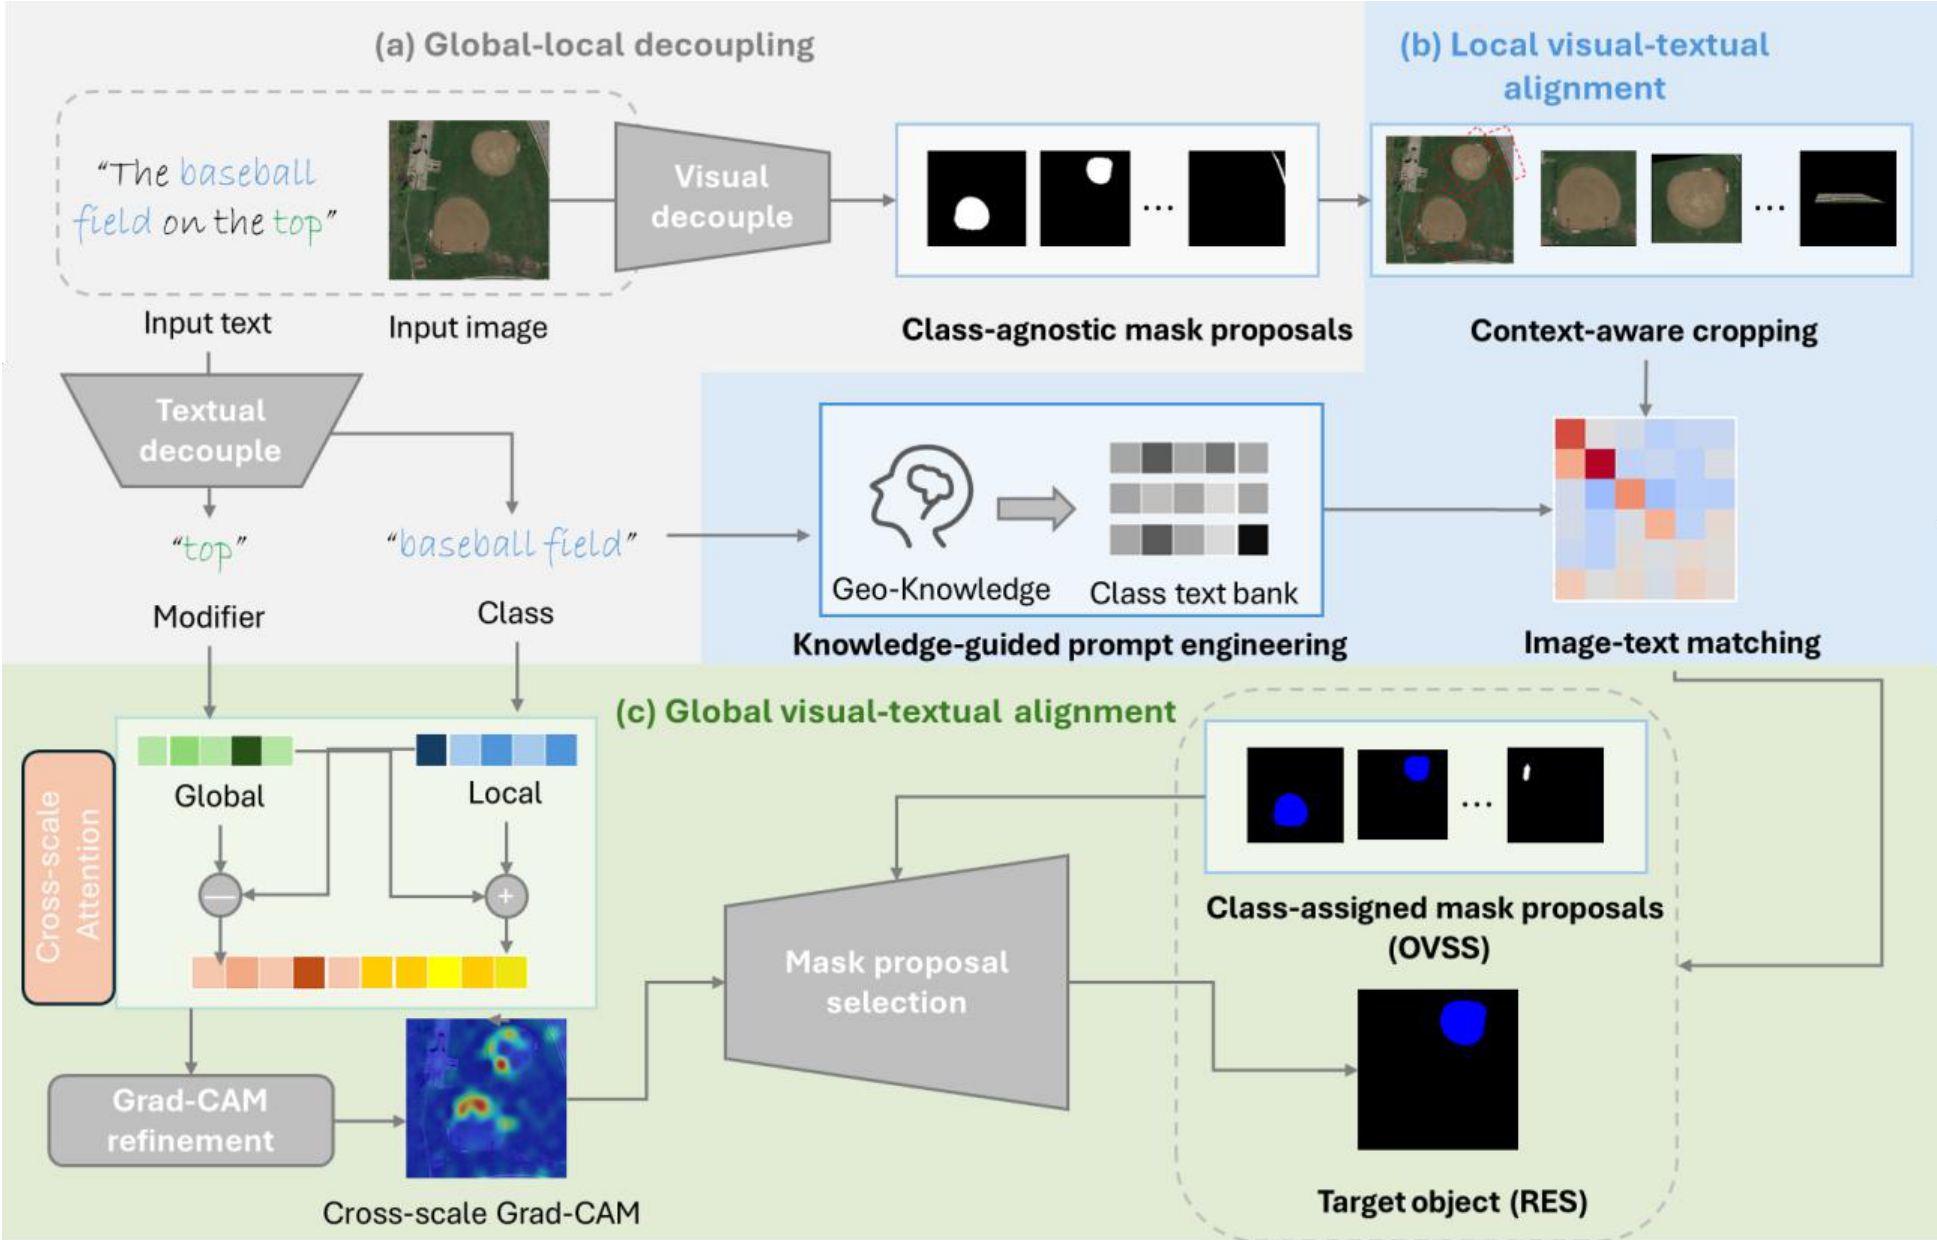 (a) Global-local decoupling
(b) Local visual-textual
alignment
“The baseball
field on the top”
Visual
decouple
...
...
Input text
Input image
Class-agnostic mask proposals
Context-aware cropping
Textual
decouple
“top”
“baseball field”
Modifier
Class
Geo-Knowledge
Class text bank
Knowledge-guided prompt engineering
Image-text matching
(c) Global visual-textual alignment
Cross-scale
Attention
Global
Local
—
+
...
Class-assigned mask proposals
(OVSS)
Mask proposal
selection
Grad-CAM
refinement
Cross-scale Grad-CAM
Target object (RES)